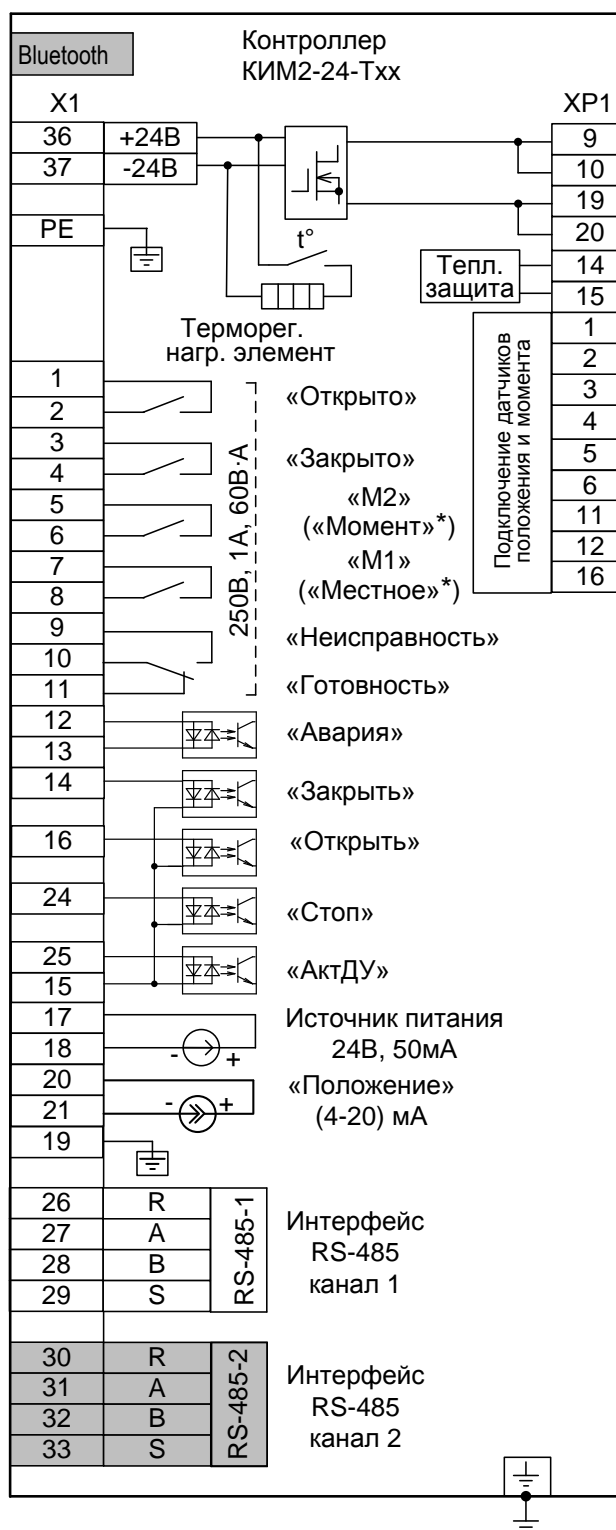 Bluetooth
Контроллер
КИМ2-24-Тхх
X1
XP1
36 +24В
37 -24В
PE
9
10
19
20
14
15
Тепл.
защита
t°
Терморег.
нагр. элемент
1
2
3
4
5
6
11
12
16
Подключение датчиков
положения и момента
1
2
«Открыто»
3
4
«Закрыто»
5
6
«М2»
(«Момент»*)
7
8
«М1»
(«Местное»*)
9
10
«Неисправность»
11
«Готовность»
250В, 1А, 60В·А
12
13
«Авария»
14
«Закрыть»
16
«Открыть»
24
«Стоп»
25
15
«АктДУ»
17
18
- +
Источник питания
24В, 50мА
20
21
- +
«Положение»
(4-20) мА
19
26 R
27 A
28 B
29 S
RS-485-1
Интерфейс
RS-485
канал 1
30 R
31 A
32 B
33 S
RS-485-2
Интерфейс
RS-485
канал 2